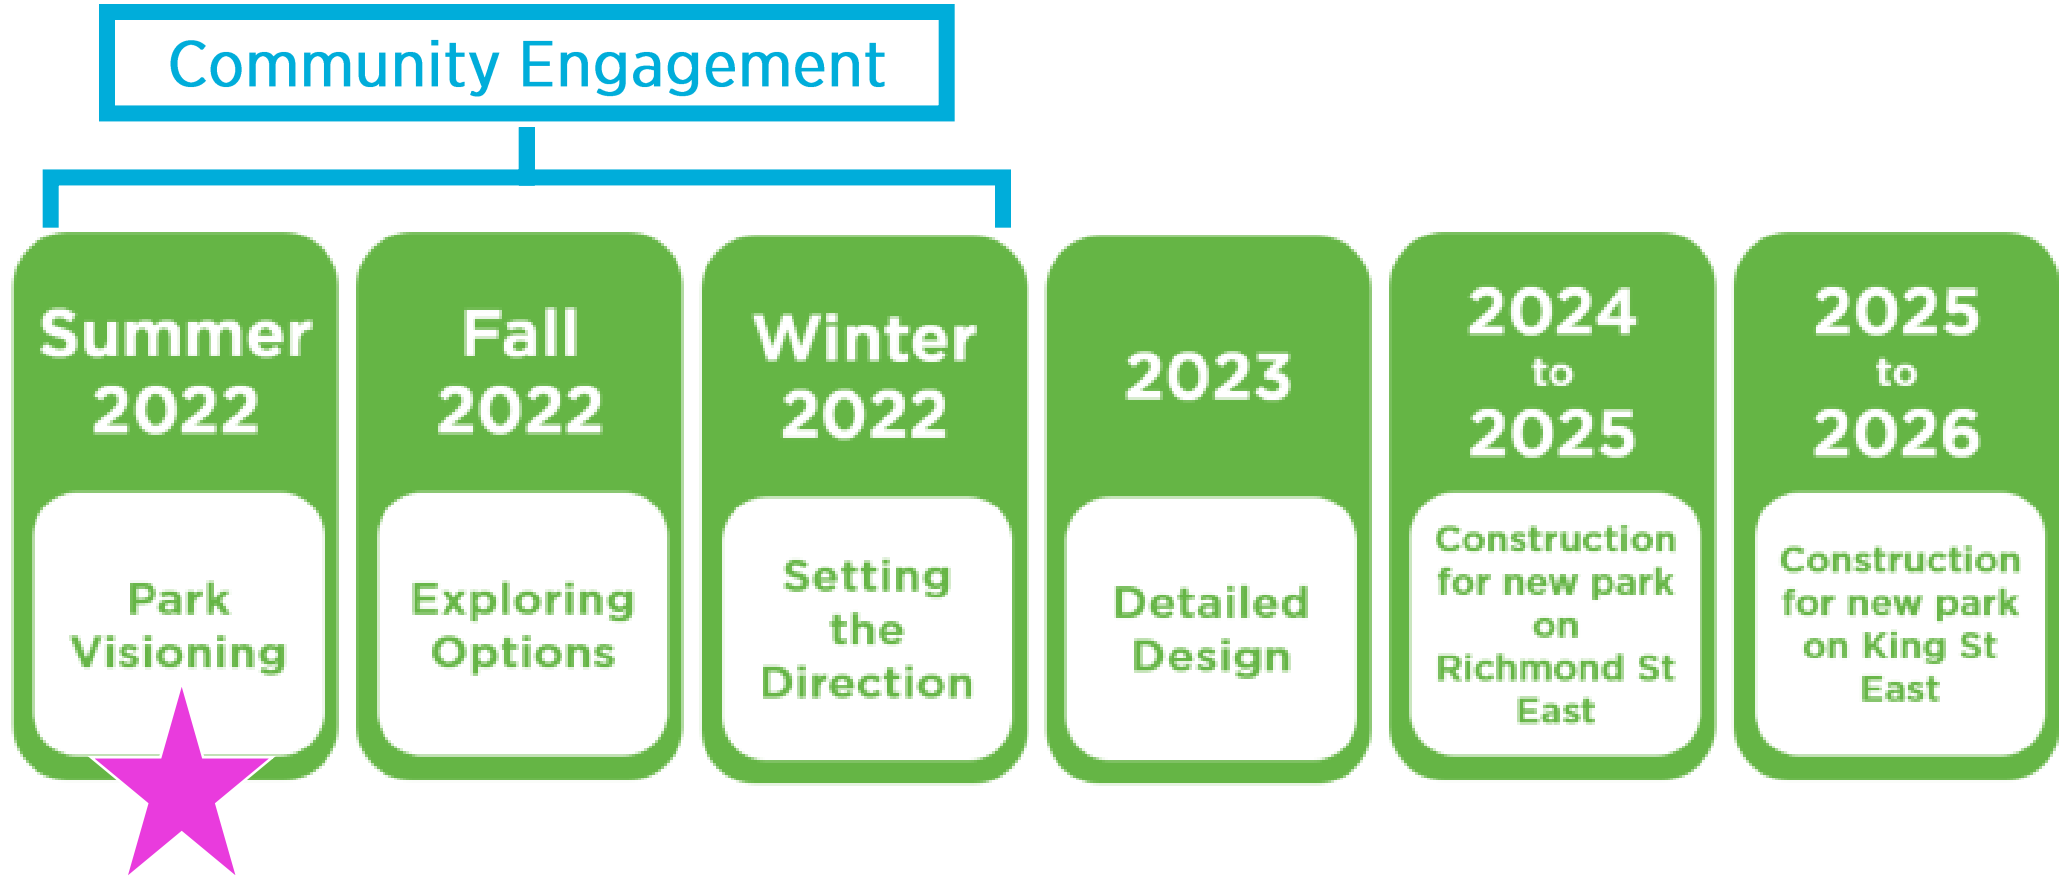 Community Engagement
Summer
2022
Park
Visioning
Fall
2022
Exploring
Options
Winter
2022
Setting
the
Direction
2023
Detailed
Design
2024
to
2025
Construction
for new park
on
Richmond St
East
2025
to
2026
Construction
for new park
on King St
East